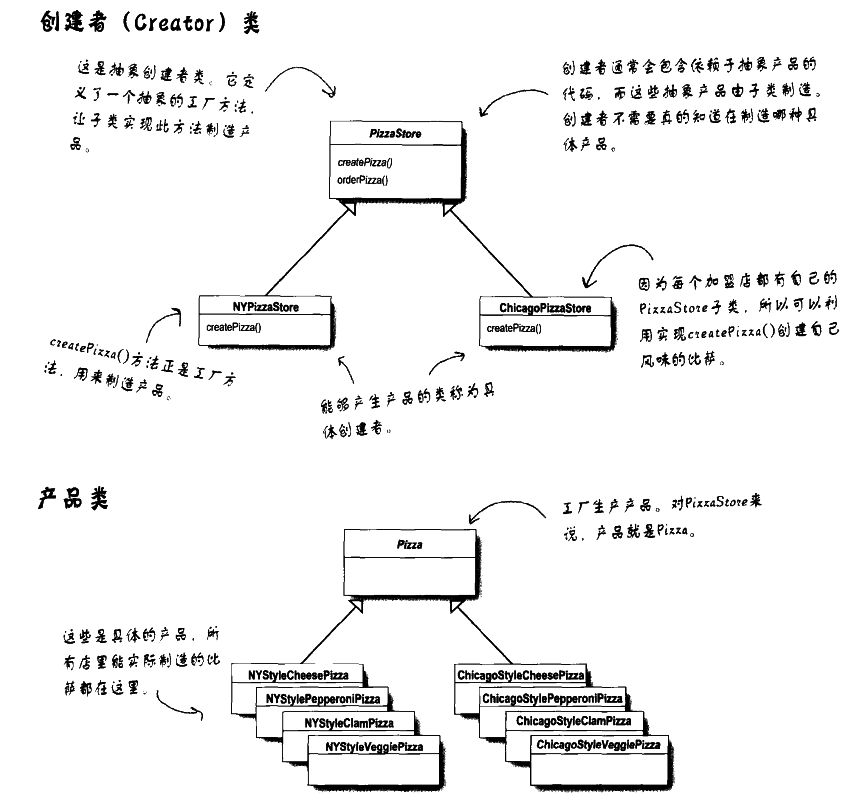 创建者（Creator）类
这是抽象创建者类。它定
义了一个抽象的工厂方法，
让子类实现此方法制造产
品。
创建者通常会包含依赖于抽象产品的
代码，而这些抽象产品由子类制造。
创建者不需要真的知道在制造哪种具
体产品。
PizzaStore
createPizza()
orderPizza()
NYPizzaStore
createPizza()
ChicagoPizzaStore
createPizza()
因为每个加盟店都有自己的
PizzaStore子类，所以可以利
用实现createPizza()创建自己
风味的比萨。
createPizza()方法正是工厂方
法，用来制造产品。
能够产生产品的类称为具
体创建者。
产品类
工厂生产产品。对PizzaStore来
说，产品就是Pizza。
Pizza
这些是具体的产品，所
有店里能实际制造的比
萨都在这里。
NYStyleCheesePizza
NYStylePepperoniPizza
NYStyleClamPizza
NYStyleVeggiePizza
ChicagoStyleCheesePizza
ChicagoStylePepperoniPizza
ChicagoStyleClamPizza
ChicagoStyleVeggiePizza